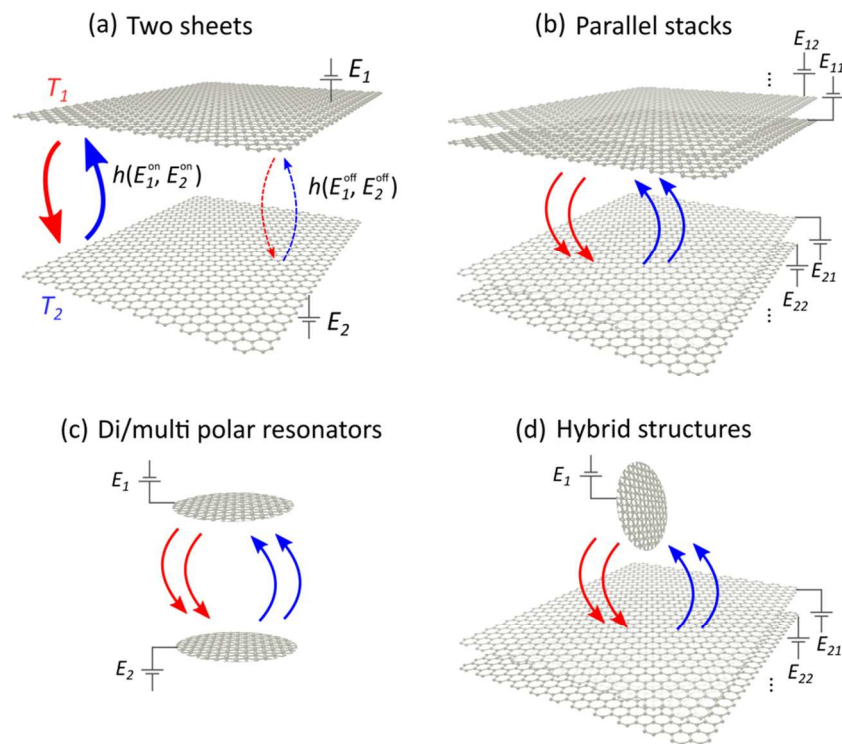 (a) Two sheets
E₁
T₁
h(E₁ᵒⁿ, E₂ᵒⁿ)
h(E₁ᵒᶠᶠ, E₂ᵒᶠᶠ)
T₂
E₂
(b) Parallel stacks
E₁₂
E₁₁
⋮
E₂₁
E₂₂
⋮
(c) Di/multi polar resonators
E₁
E₂
(d) Hybrid structures
E₁
E₂₁
E₂₂
⋮